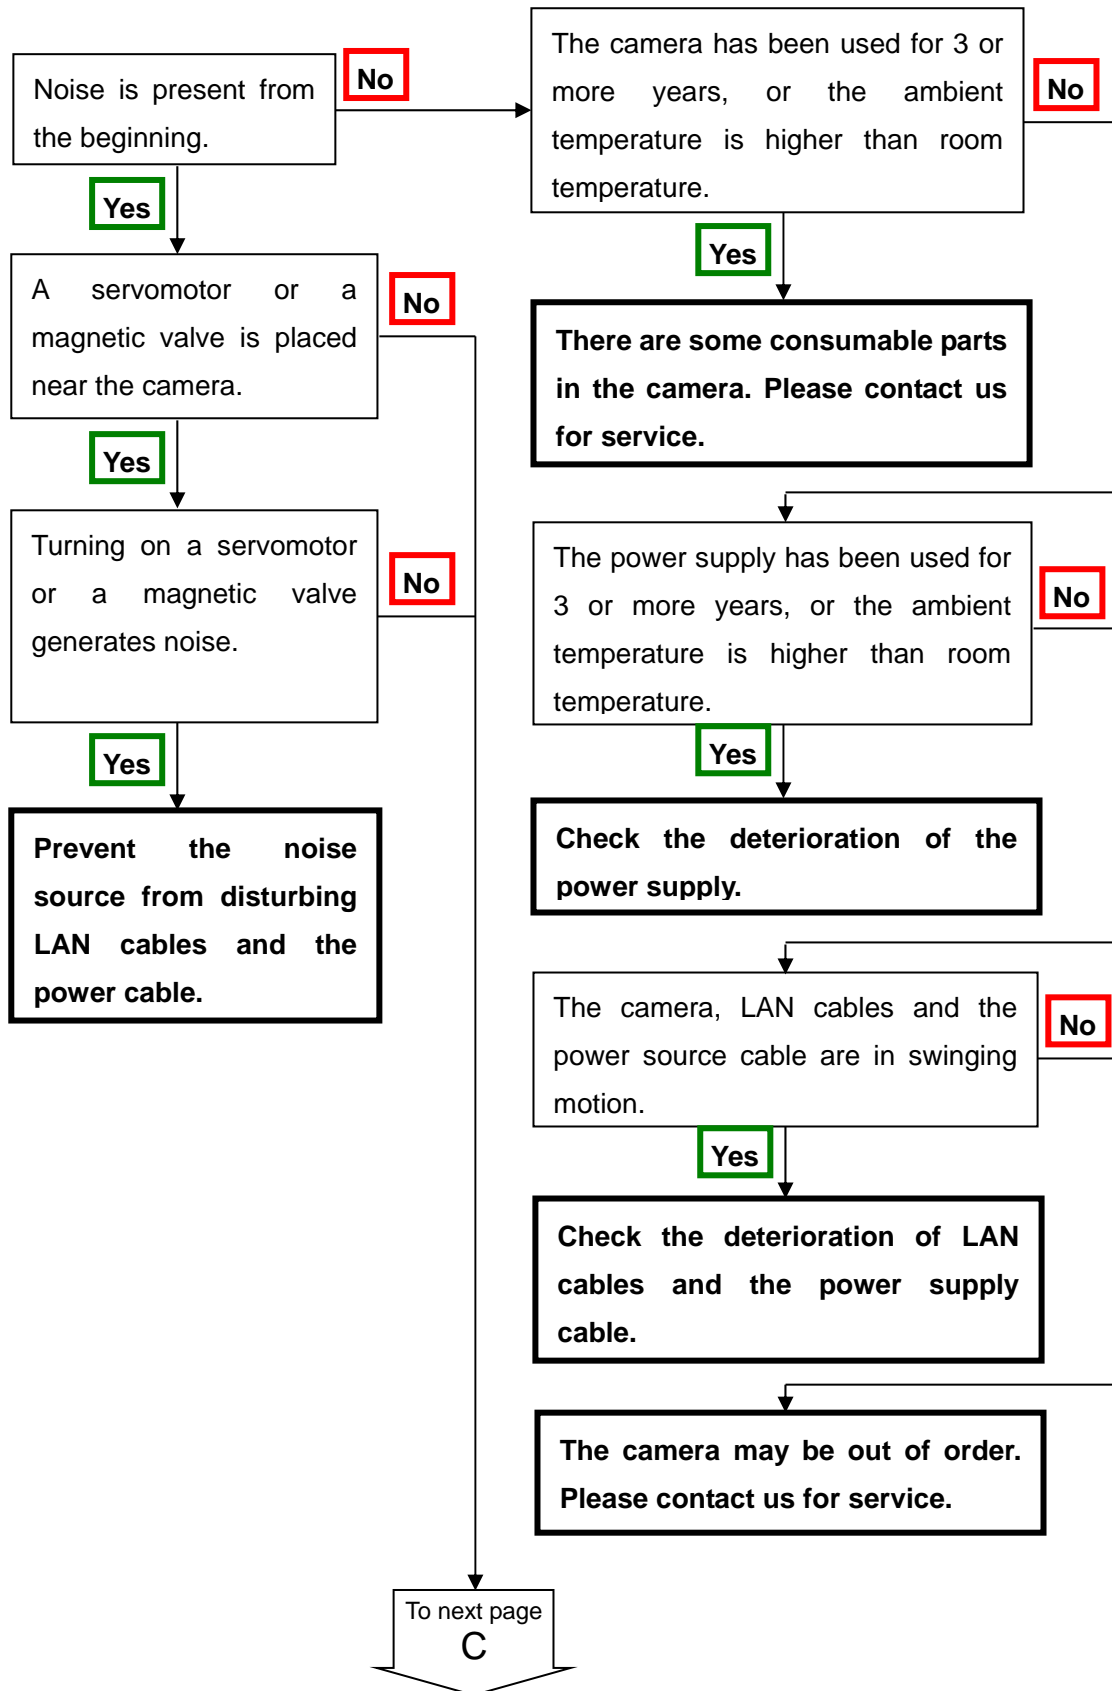 Noise is present from
the beginning.
No
The camera has been used for 3 or
more years, or the ambient
temperature is higher than room
temperature.
No
Yes
A servomotor or a
magnetic valve is placed
near the camera.
No
Yes
There are some consumable parts
in the camera. Please contact us
for service.
Yes
Turning on a servomotor
or a magnetic valve
generates noise.
No
The power supply has been used for
3 or more years, or the ambient
temperature is higher than room
temperature.
No
Yes
Prevent the noise
source from disturbing
LAN cables and the
power cable.
Yes
Check the deterioration of the
power supply.
The camera, LAN cables and the
power source cable are in swinging
motion.
No
Yes
Check the deterioration of LAN
cables and the power supply
cable.
The camera may be out of order.
Please contact us for service.
To next page
C